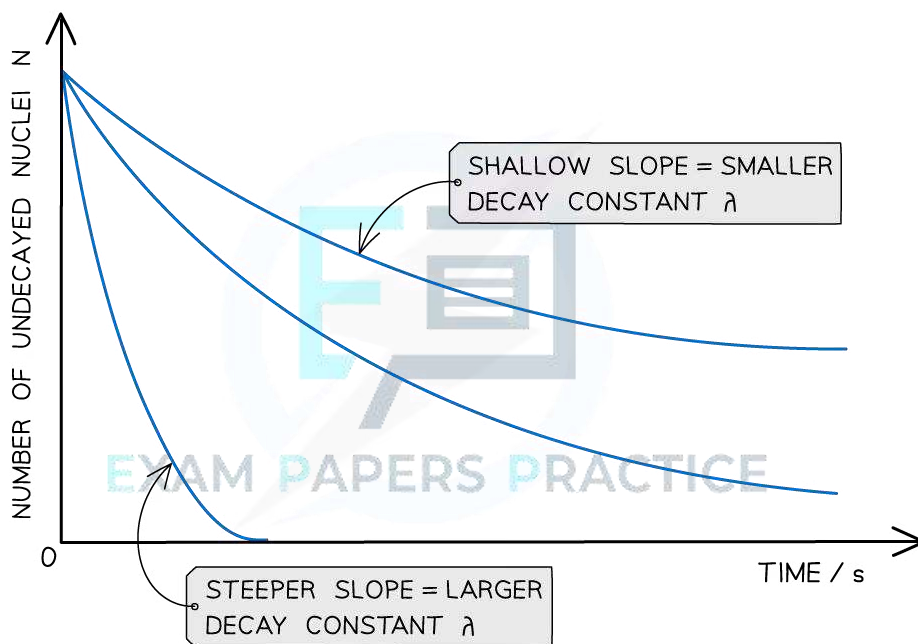 NUMBER OF UNDECAYED NUCLEI N
SHALLOW SLOPE = SMALLER
DECAY CONSTANT λ
EXAM PAPERS PRACTICE
0
TIME / s
STEEPER SLOPE = LARGER
DECAY CONSTANT λ